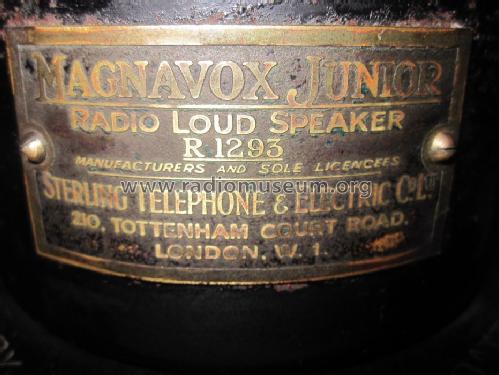 MAGNAVOX JUNIOR
RADIO LOUD SPEAKER
R 1293
MANUFACTURERS AND SOLE LICENCEES
www.radiomuseum.org
STERLING TELEPHONE & ELECTRIC Co. LTD
210, TOTTENHAM COURT ROAD.
LONDON. W. 1.